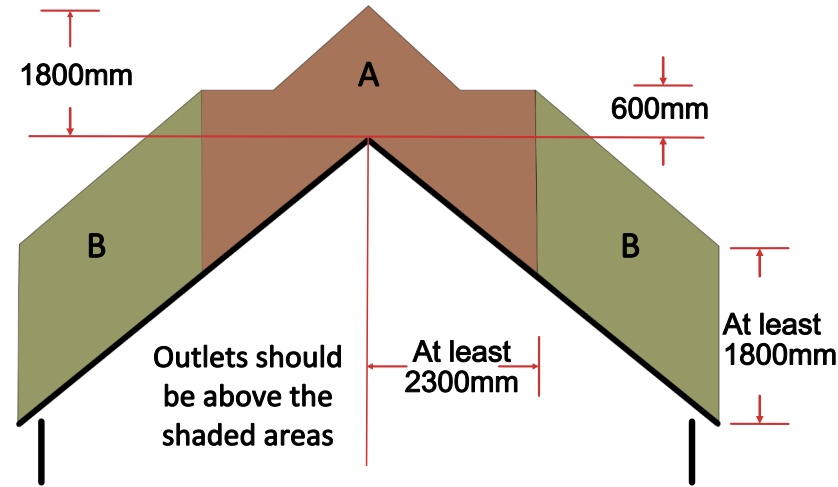 A
1800mm
600mm
B
B
At least
1800mm
Outlets should
be above the
shaded areas
At least
2300mm